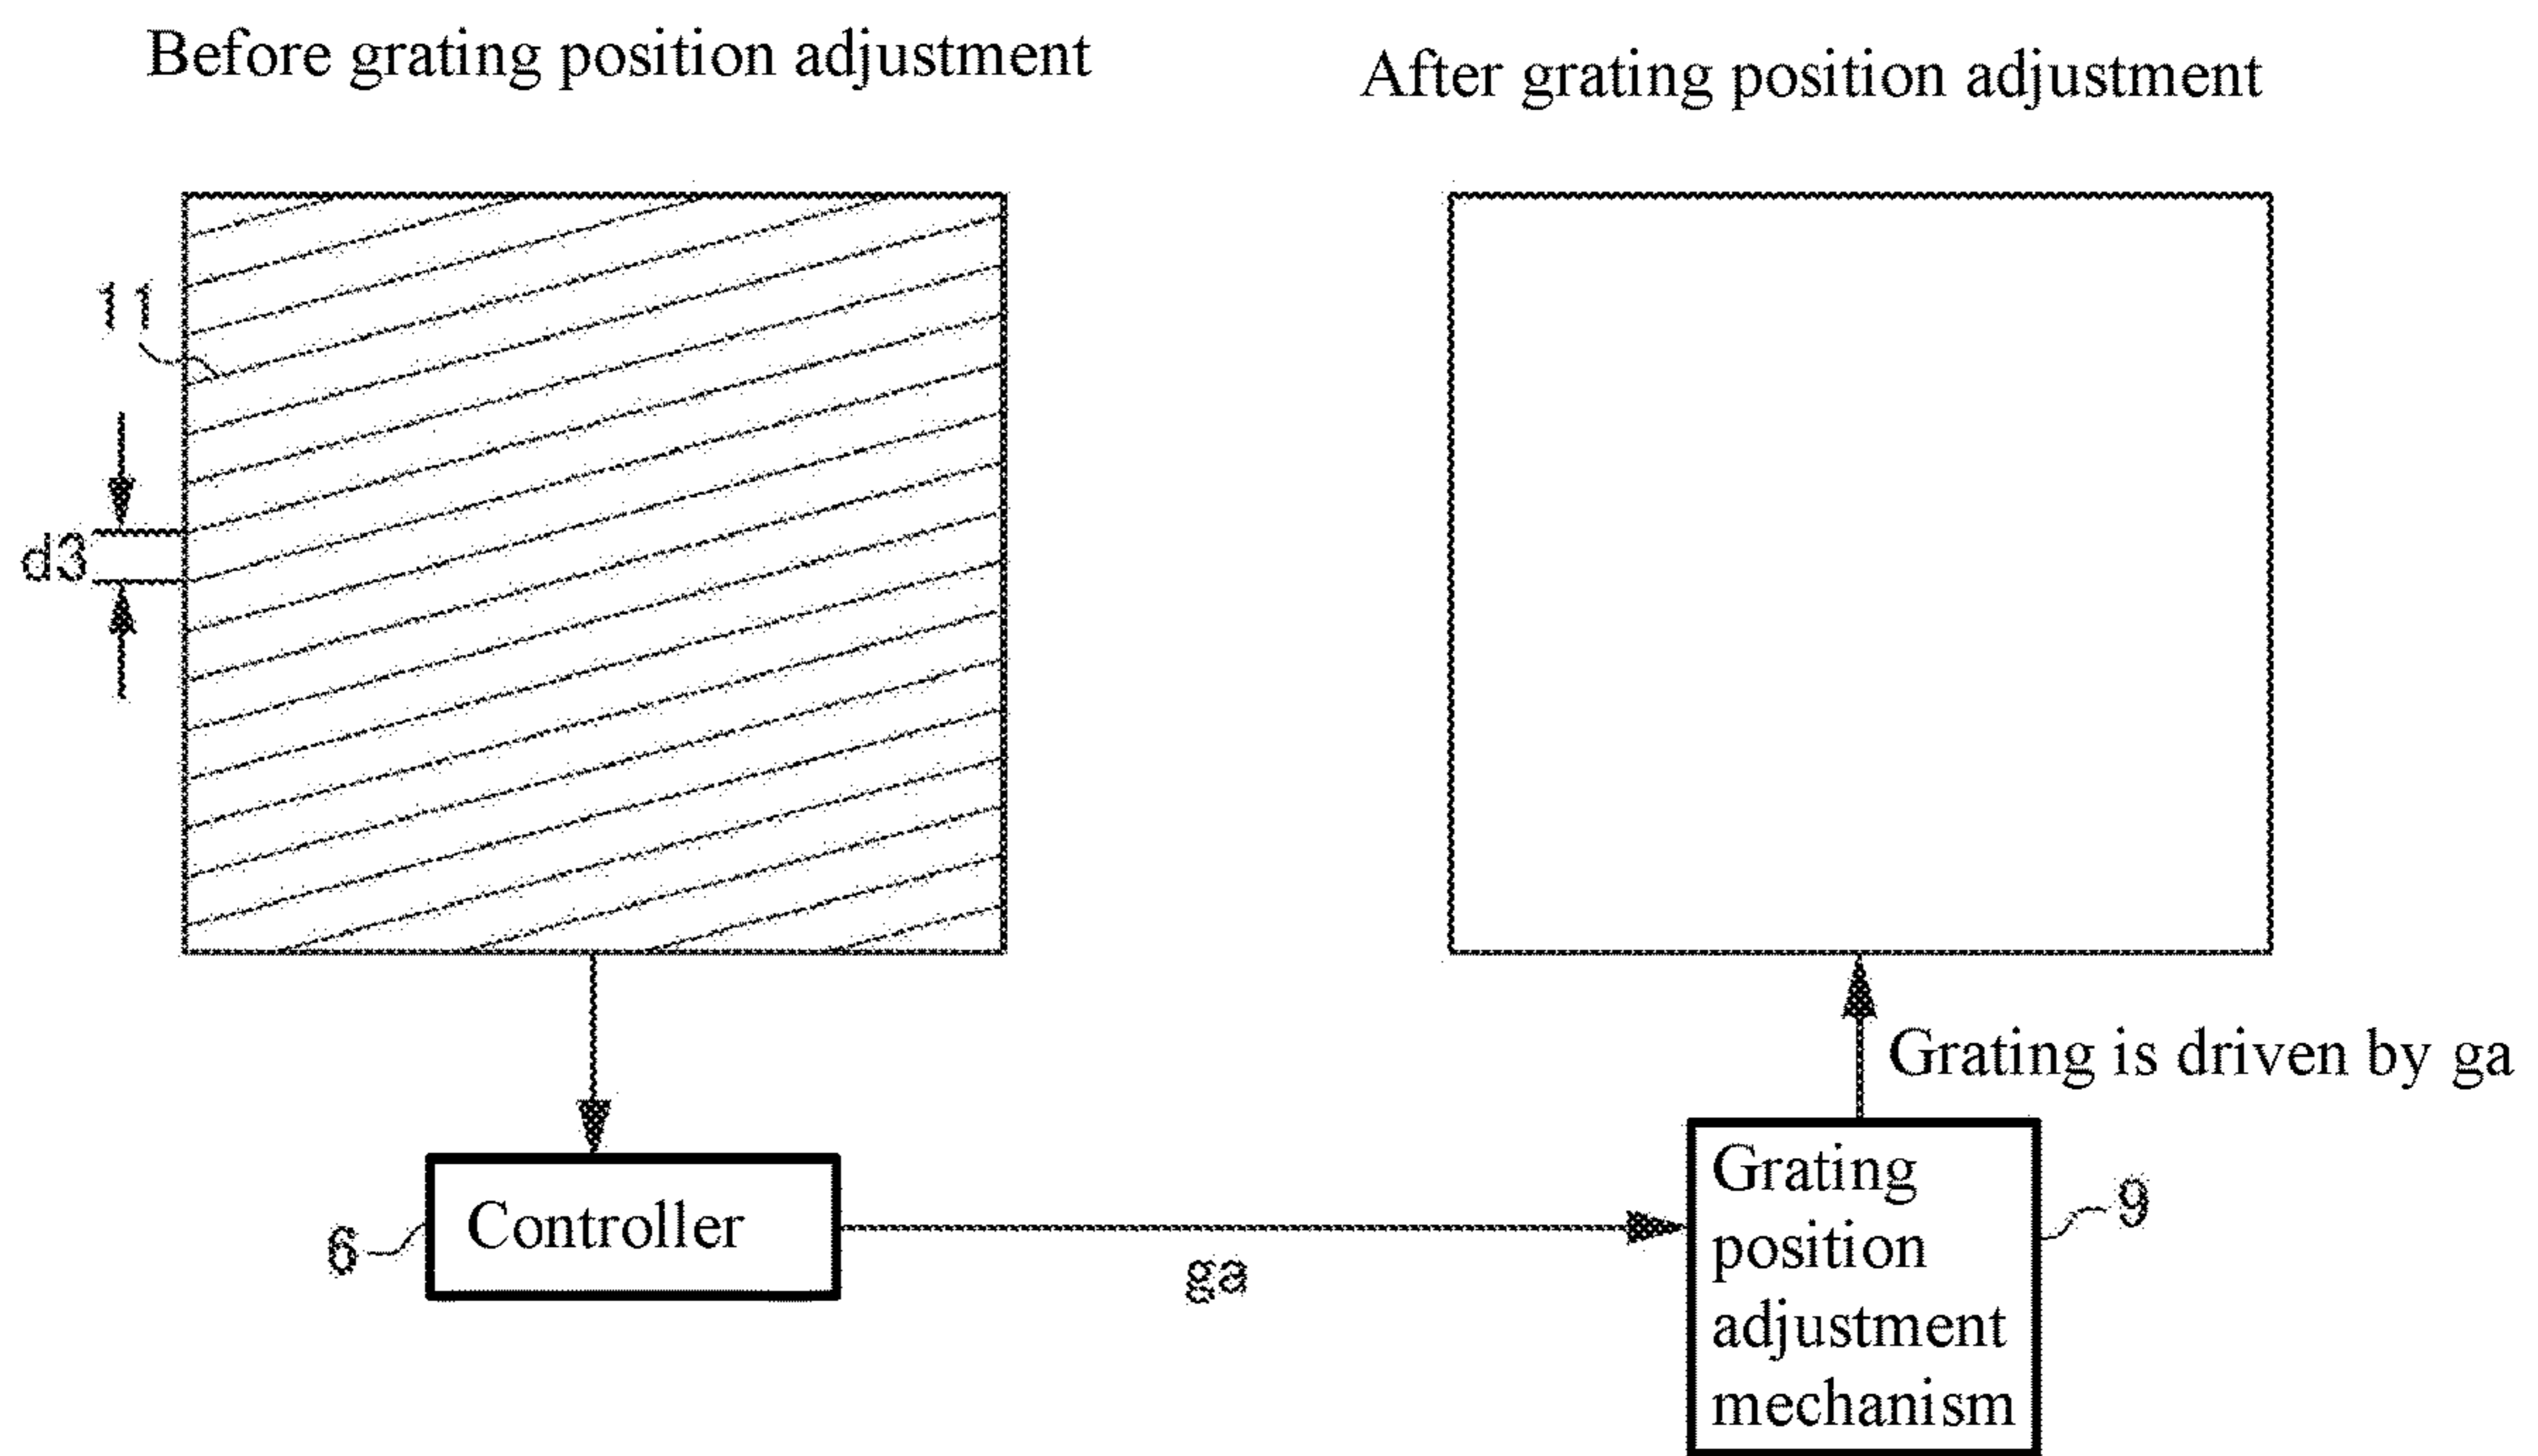 Before grating position adjustment
After grating position adjustment
11
d3
Grating is driven by ga
Controller
6
ga
Grating
position
adjustment
mechanism
9